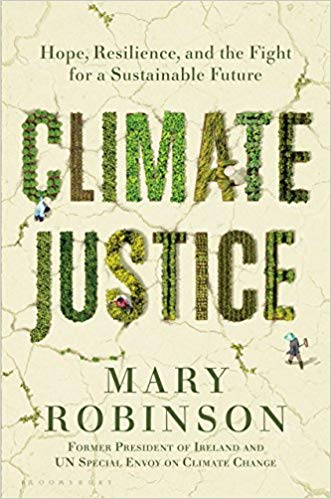 Hope, Resilience, and the Fight
for a Sustainable Future
CLIMATE
JUSTICE
MARY
ROBINSON
FORMER PRESIDENT OF IRELAND AND
UN SPECIAL ENVOY ON CLIMATE CHANGE
BLOOMSBURY